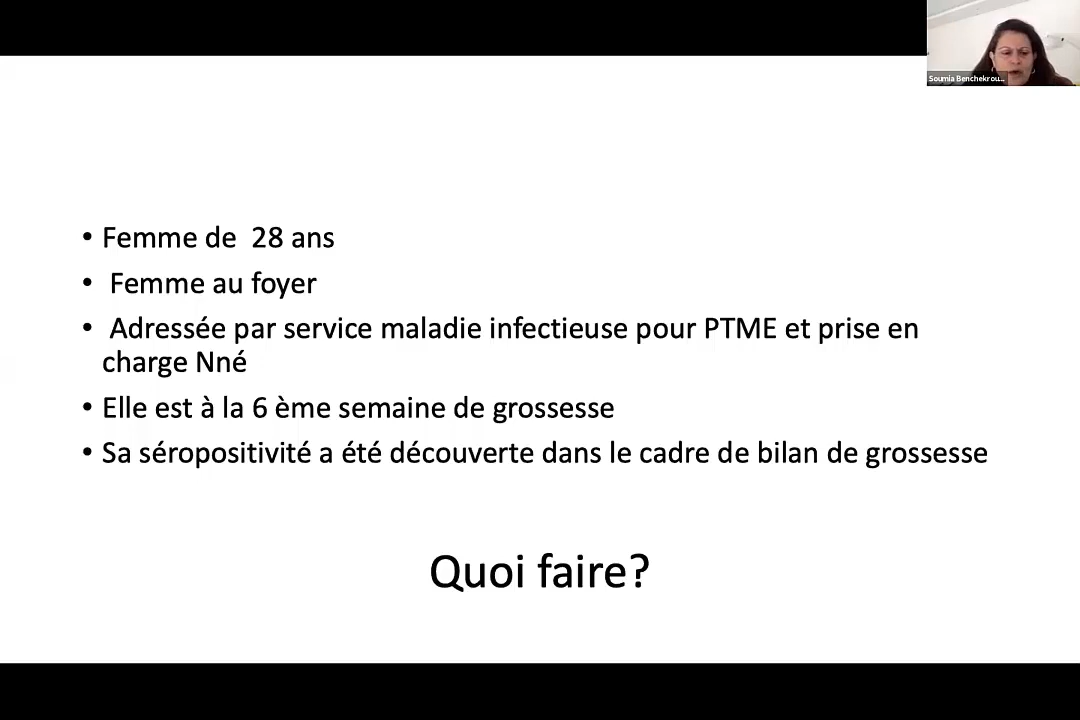 Soumia Benchekrou...
• Femme de  28 ans
• Femme au foyer
• Adressée par service maladie infectieuse pour PTME et prise en
charge Nné
• Elle est à la 6 ème semaine de grossesse
• Sa séropositivité a été découverte dans le cadre de bilan de grossesse
Quoi faire?